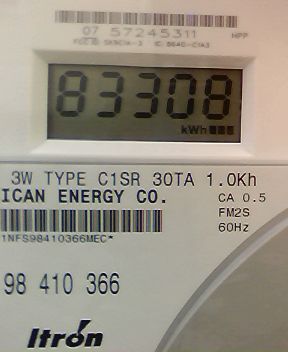 07 57245311 HPP
83308
kWh
3W TYPE C1SR 30TA 1.0Kh
ICAN ENERGY CO. CA 0.5
FM2S
60Hz
1NFS98410366MEC*
98 410 366
Itron